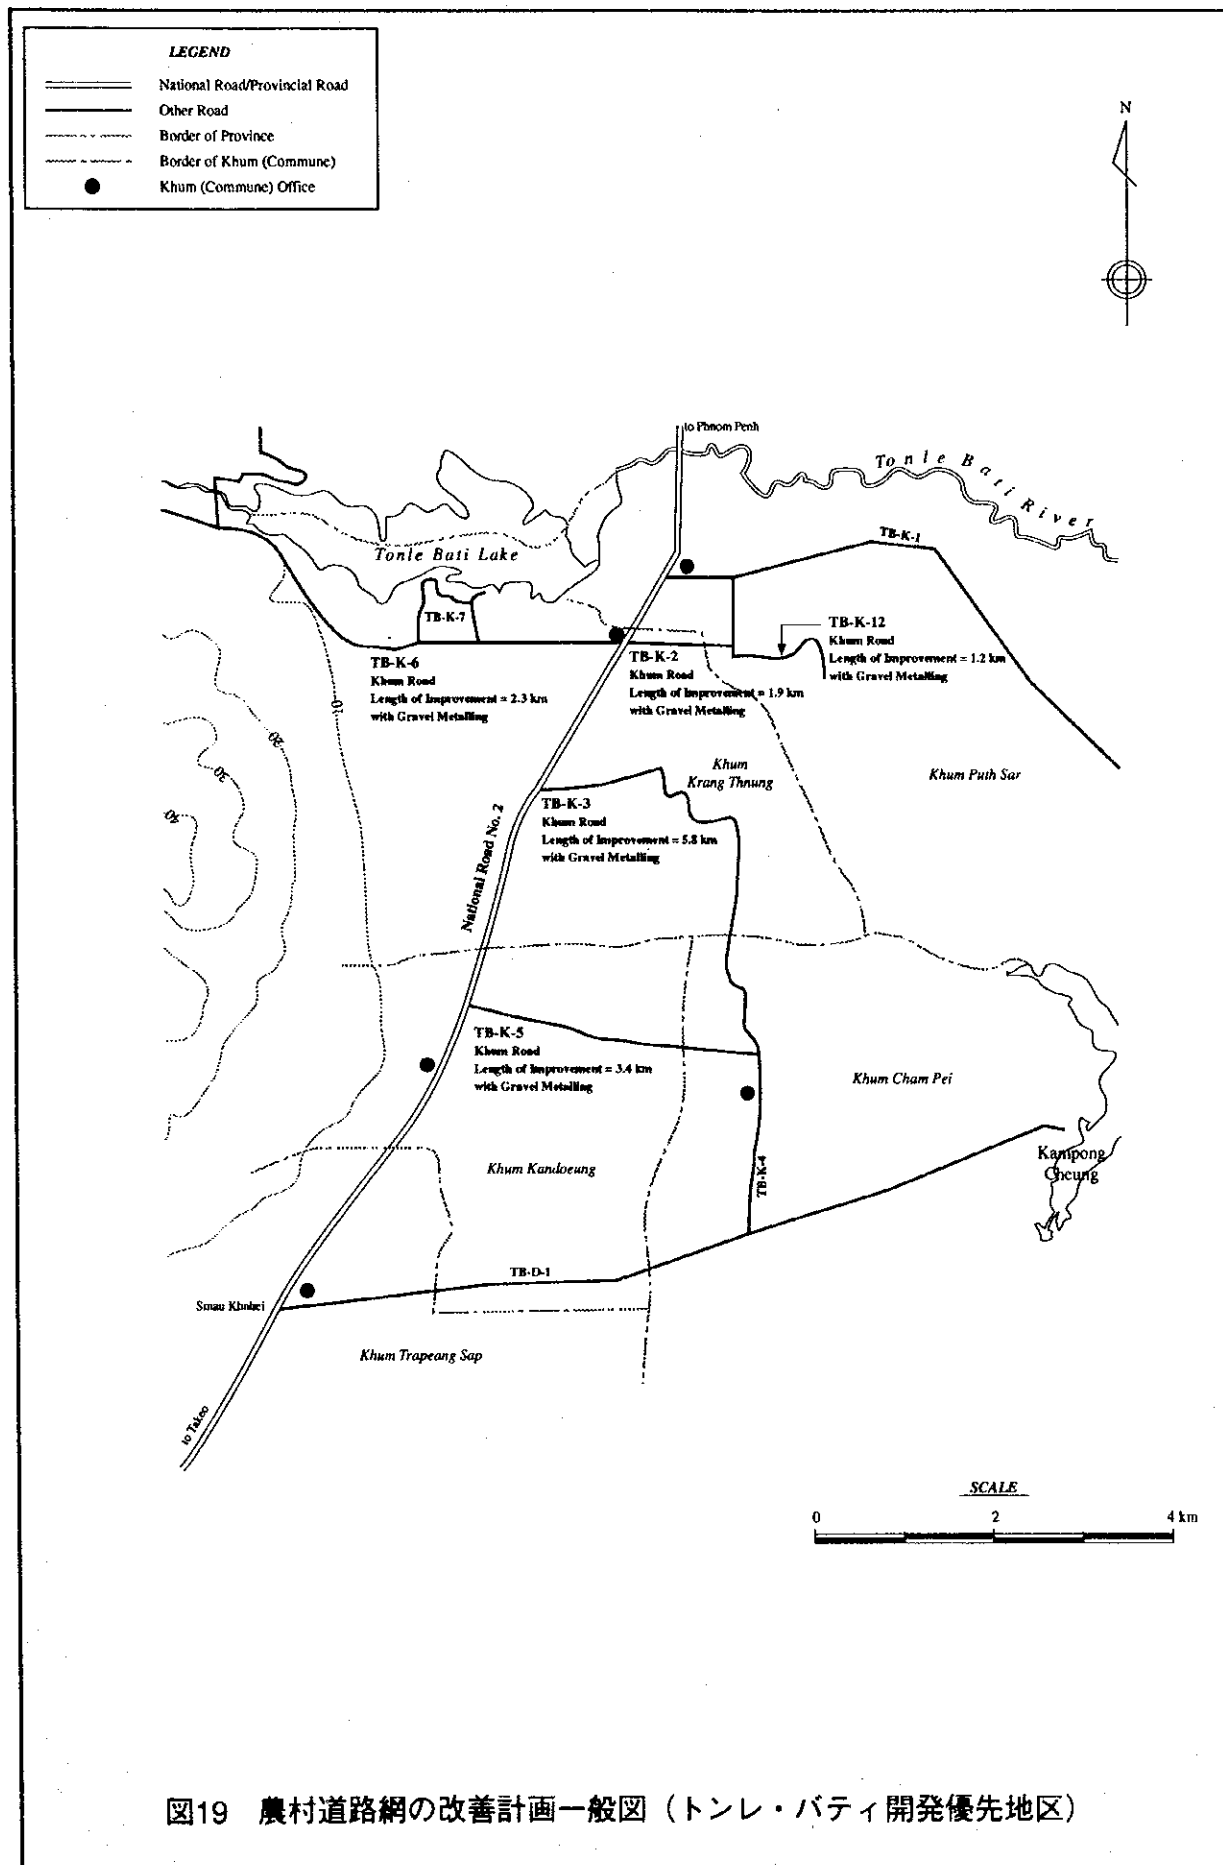 LEGEND
National Road/Provincial Road
Other Road
Border of Province
Border of Khum (Commune)
Khum (Commune) Office
N
to Phnom Penh
Tonle Bati River
Tonle Bati Lake
TB-K-1
TB-K-7
TB-K-12
Khum Road
Length of Improvement = 1.2 km
with Gravel Metalling
TB-K-6
Khum Road
Length of Improvement = 2.3 km
with Gravel Metalling
TB-K-2
Khum Road
Length of Improvement = 1.9 km
with Gravel Metalling
10
20
30
40
Khum
Krang Thnung
Khum Puth Sar
TB-K-3
Khum Road
Length of Improvement = 5.8 km
with Gravel Metalling
National Road No. 2
TB-K-5
Khum Road
Length of Improvement = 3.4 km
with Gravel Metalling
Khum Cham Pei
Kampong
Cheung
Khum Kandoeung
TB-K-4
TB-D-1
Smau Khnhei
Khum Trapeang Sap
to Takeo
SCALE
0 2 4 km
図19 農村道路網の改善計画一般図（トンレ・バティ開発優先地区）